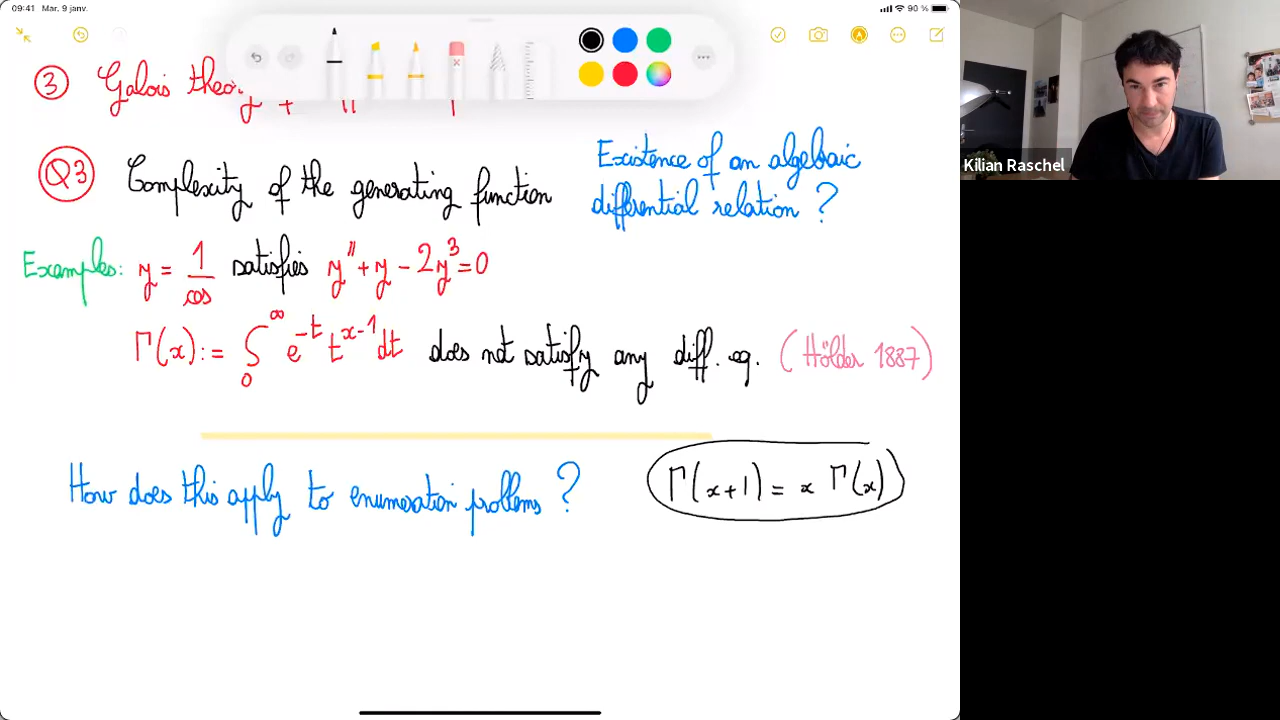 09:41 Mar. 9 janv.
90 %
③ Galois theo
Q3 Complexity of the generating function
Existence of an algebraic
differential relation ?
Examples: y = 1/cos satisfies y'' + y - 2y³ = 0
Γ(x) := ∫₀^∞ e^{-t} t^{x-1} dt does not satisfy any diff. eq. (Hölder 1887)
How does this apply to enumeration problems ?
Γ(x+1) = x Γ(x)
Kilian Raschel